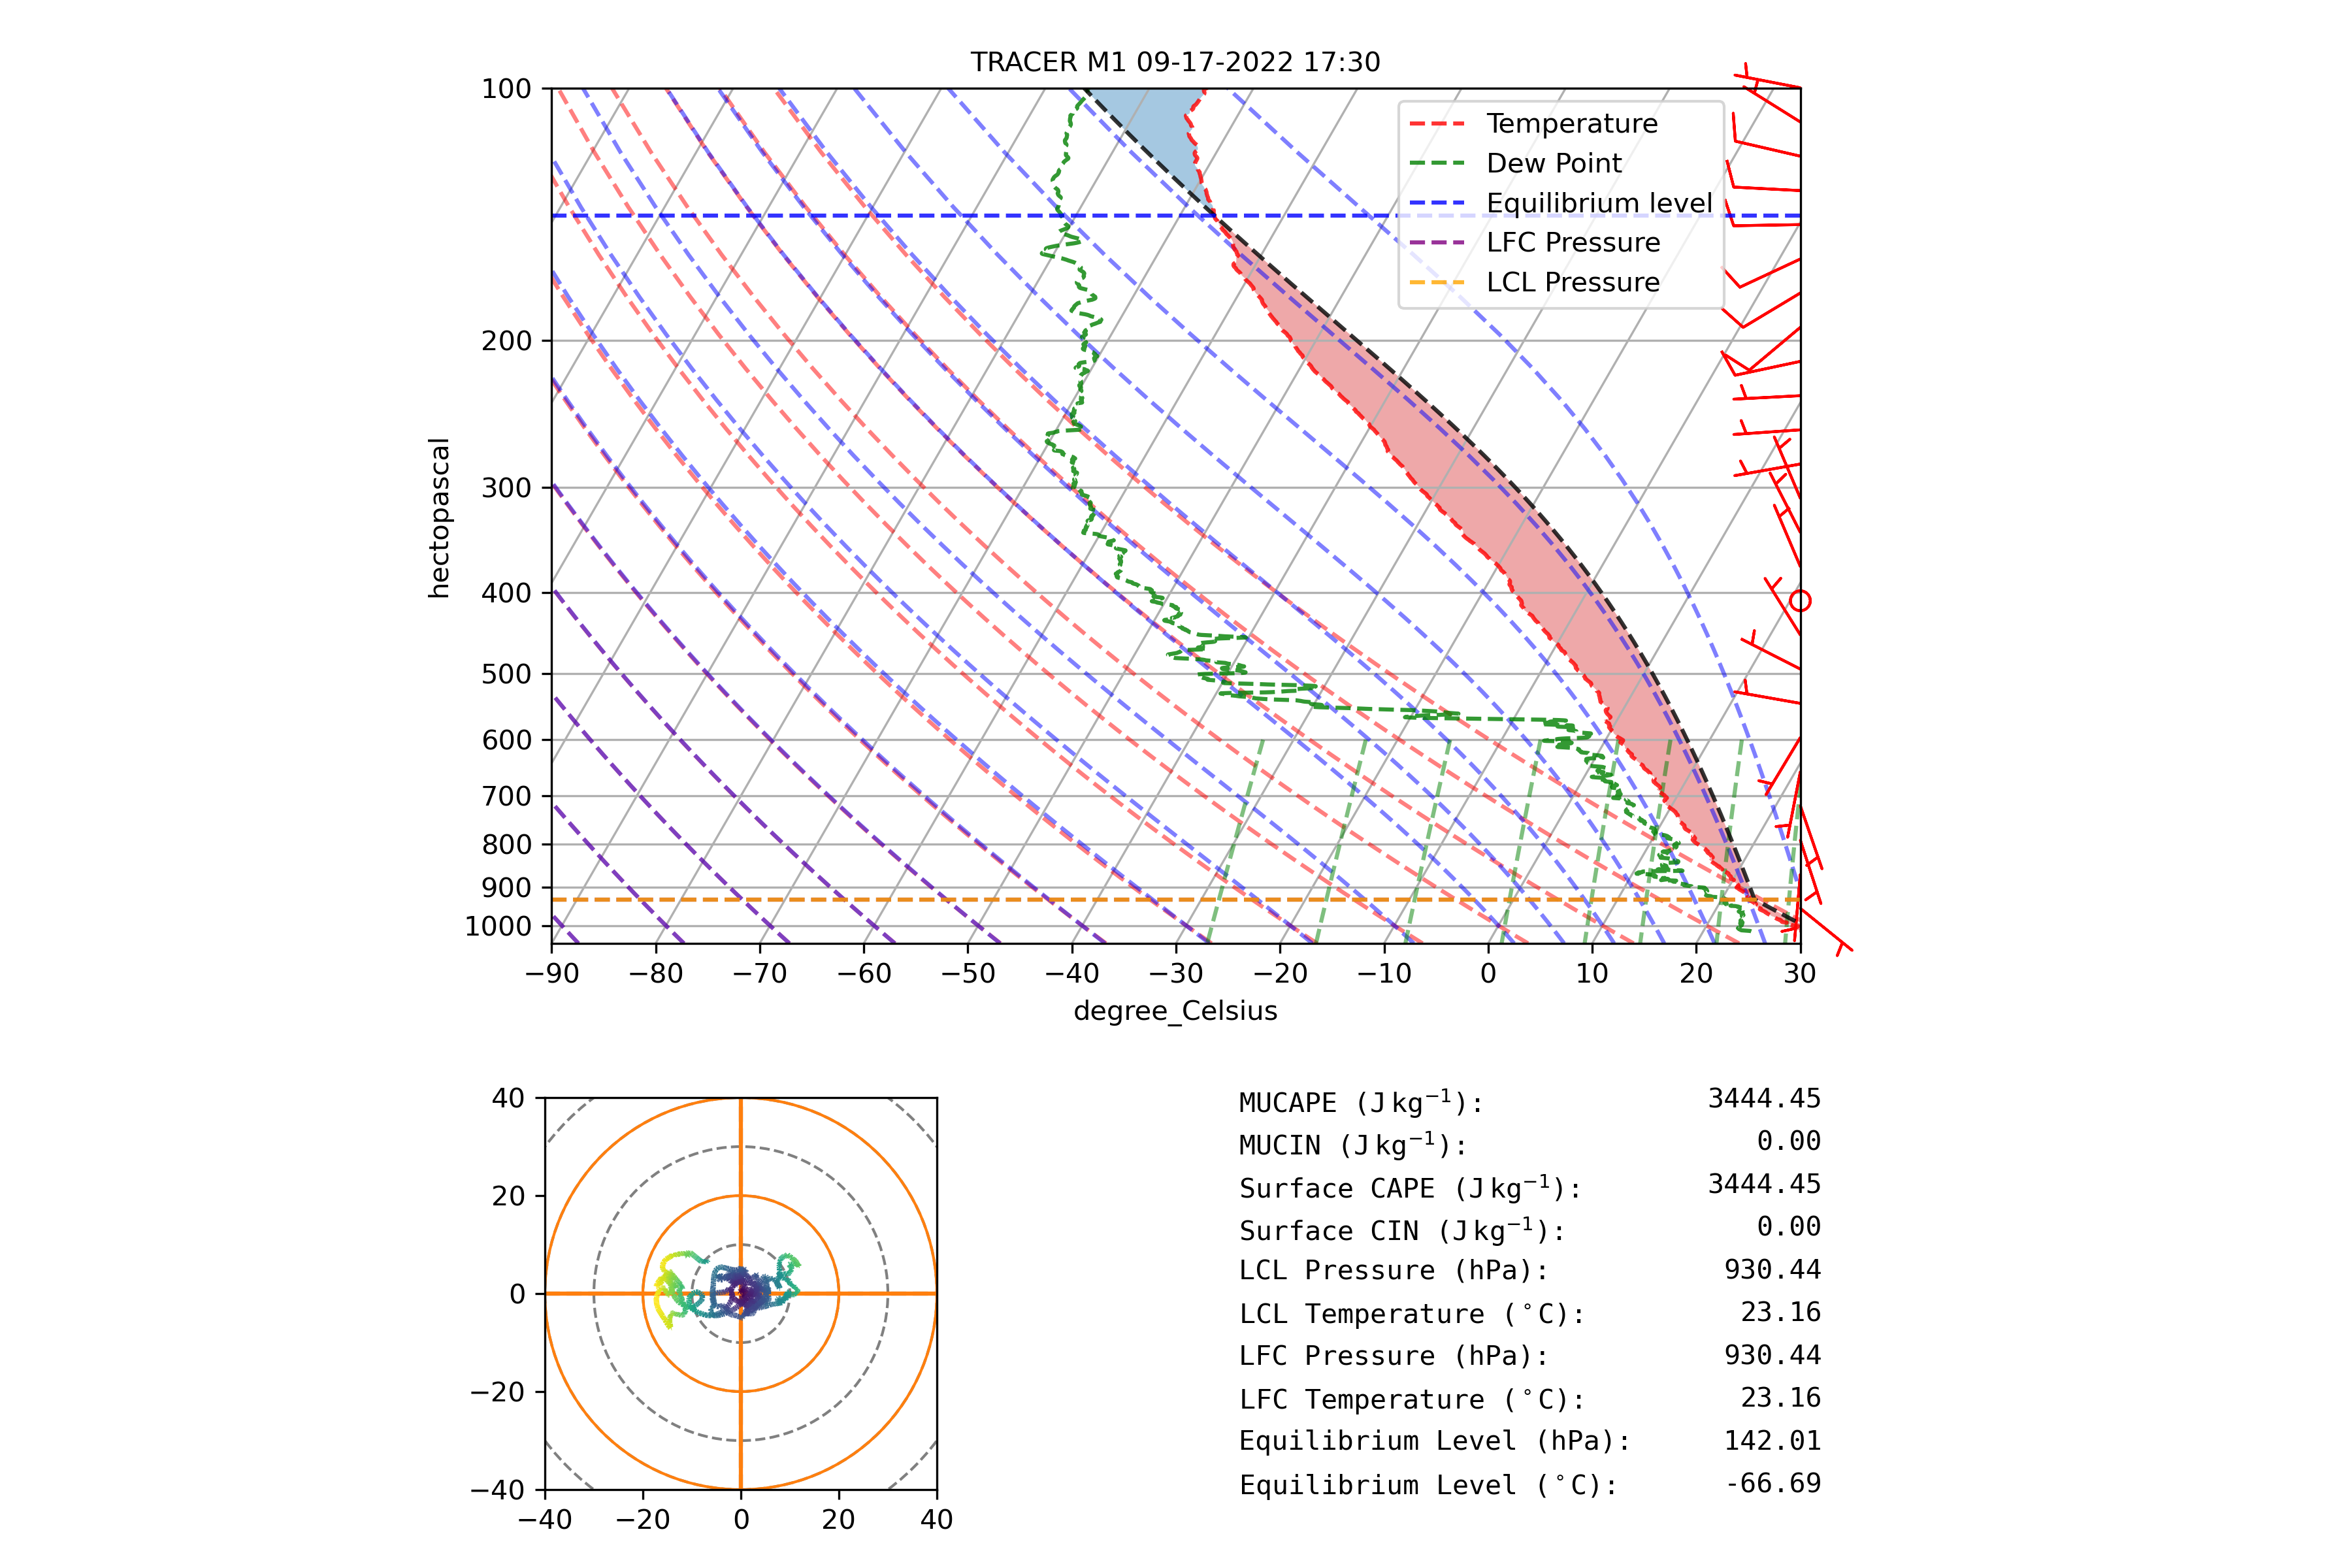 TRACER M1 09-17-2022 17:30
100
200
300
400
500
600
700
800
900
1000
hectopascal
Temperature
Dew Point
Equilibrium level
LFC Pressure
LCL Pressure
−90 −80 −70 −60 −50 −40 −30 −20 −10 0 10 20 30
degree_Celsius
40
20
0
−20
−40
−40 −20 0 20 40
MUCAPE (J kg⁻¹): 3444.45
MUCIN (J kg⁻¹): 0.00
Surface CAPE (J kg⁻¹): 3444.45
Surface CIN (J kg⁻¹): 0.00
LCL Pressure (hPa): 930.44
LCL Temperature (°C): 23.16
LFC Pressure (hPa): 930.44
LFC Temperature (°C): 23.16
Equilibrium Level (hPa): 142.01
Equilibrium Level (°C): -66.69